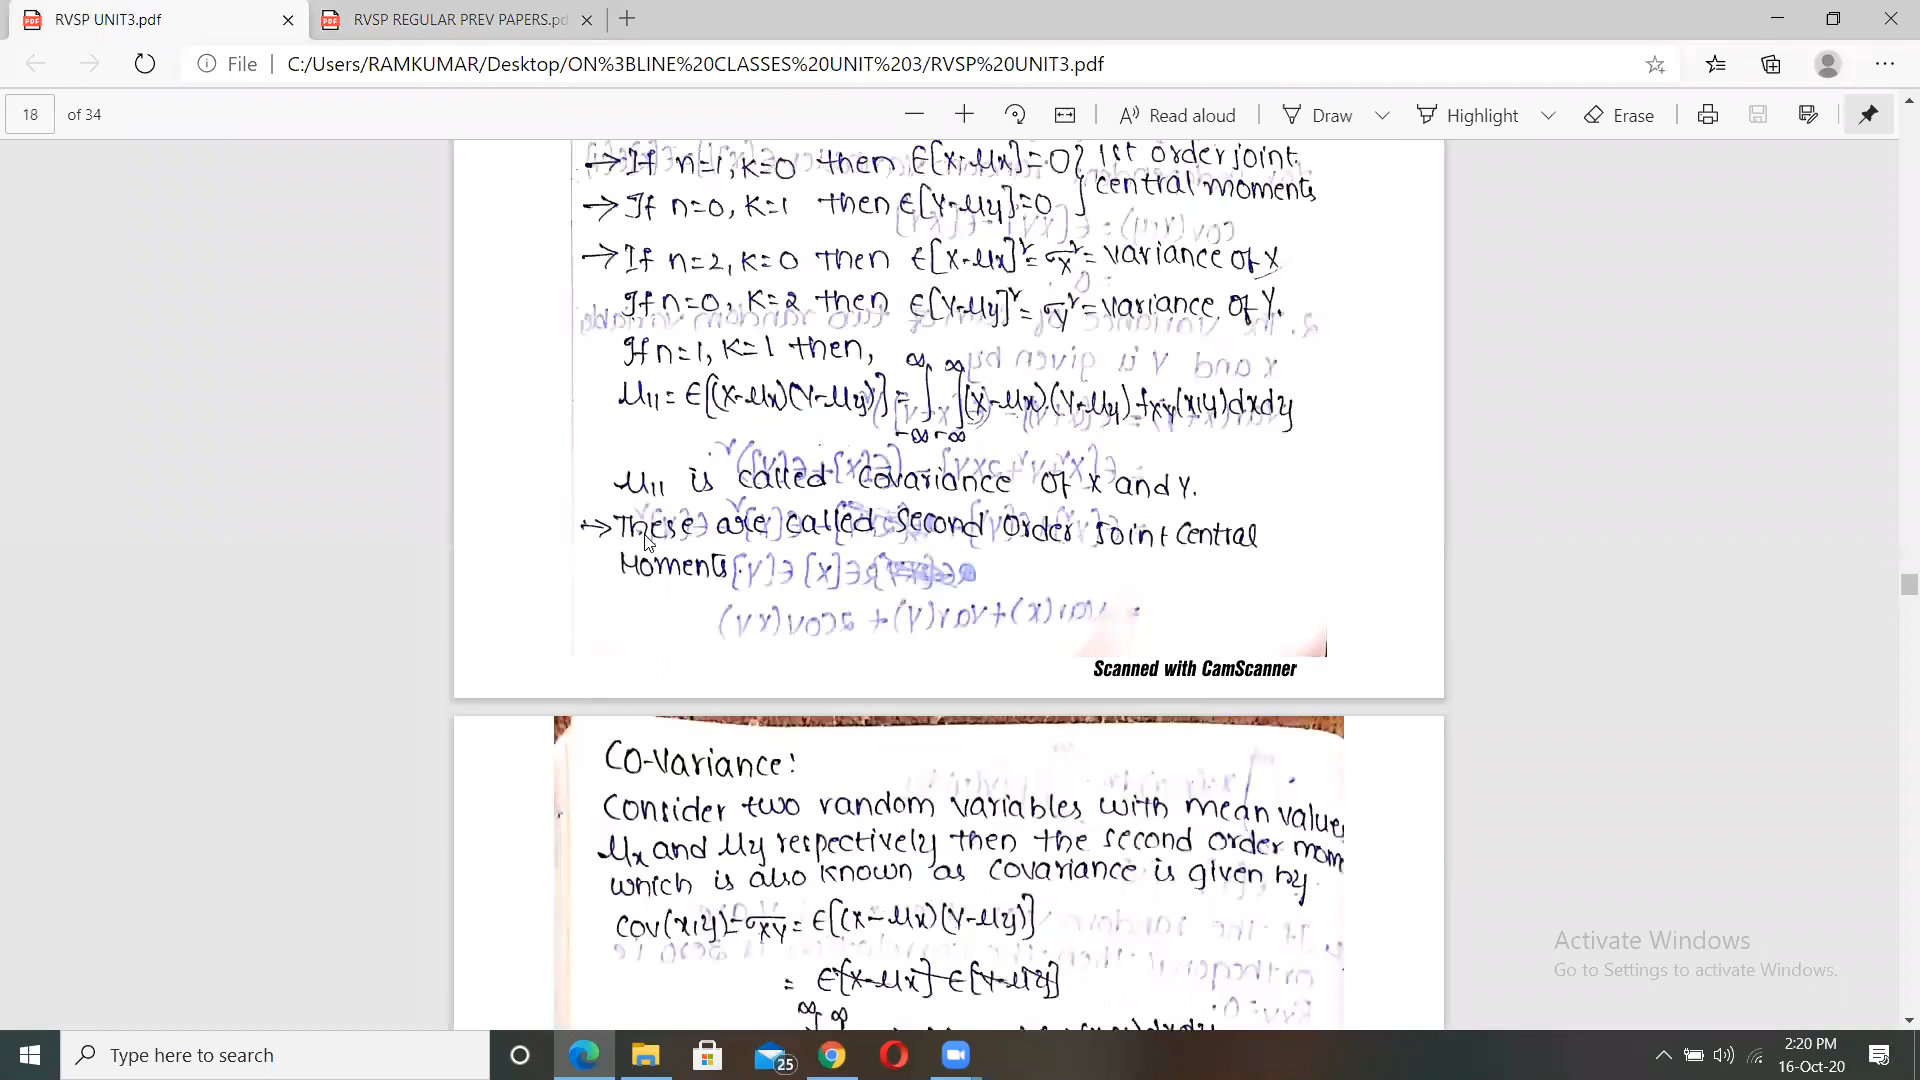 RVSP UNIT3.pdf
RVSP REGULAR PREV PAPERS.pd
File
C:/Users/RAMKUMAR/Desktop/ON%3BLINE%20CLASSES%20UNIT%203/RVSP%20UNIT3.pdf
18 of 34
Read aloud
Draw
Highlight
Erase
→ If n=1, K=0 then E[X-μx]=0 } 1st order joint
central moments
→ If n=0, K=1 then E[Y-μy]=0
→ If n=2, K=0 then E[X-μx]²=σx²= variance of X
If n=0, K=2 then E[Y-μy]²=σy²=variance of Y.
If n=1, K=1 then,
μ11 = E[(X-μx)(Y-μy)] = ∞∫-∞ ∞∫-∞ (X-μx).(Y-μy) fxy(x,y)dxdy
μ11 is called covariance of X and Y.
→ These are called second order joint central
Moments.
Scanned with CamScanner
CO-Variance:
Consider two random variables with mean value
μx and μy respectively then the second order mom
which is also known as covariance is given by.
Cov(x,y)=σxy=E[(X-μx)(Y-μy)]
= E[X-μx] E[Y-μy]
Activate Windows
Go to Settings to activate Windows.
Type here to search
25
2:20 PM
16-Oct-20